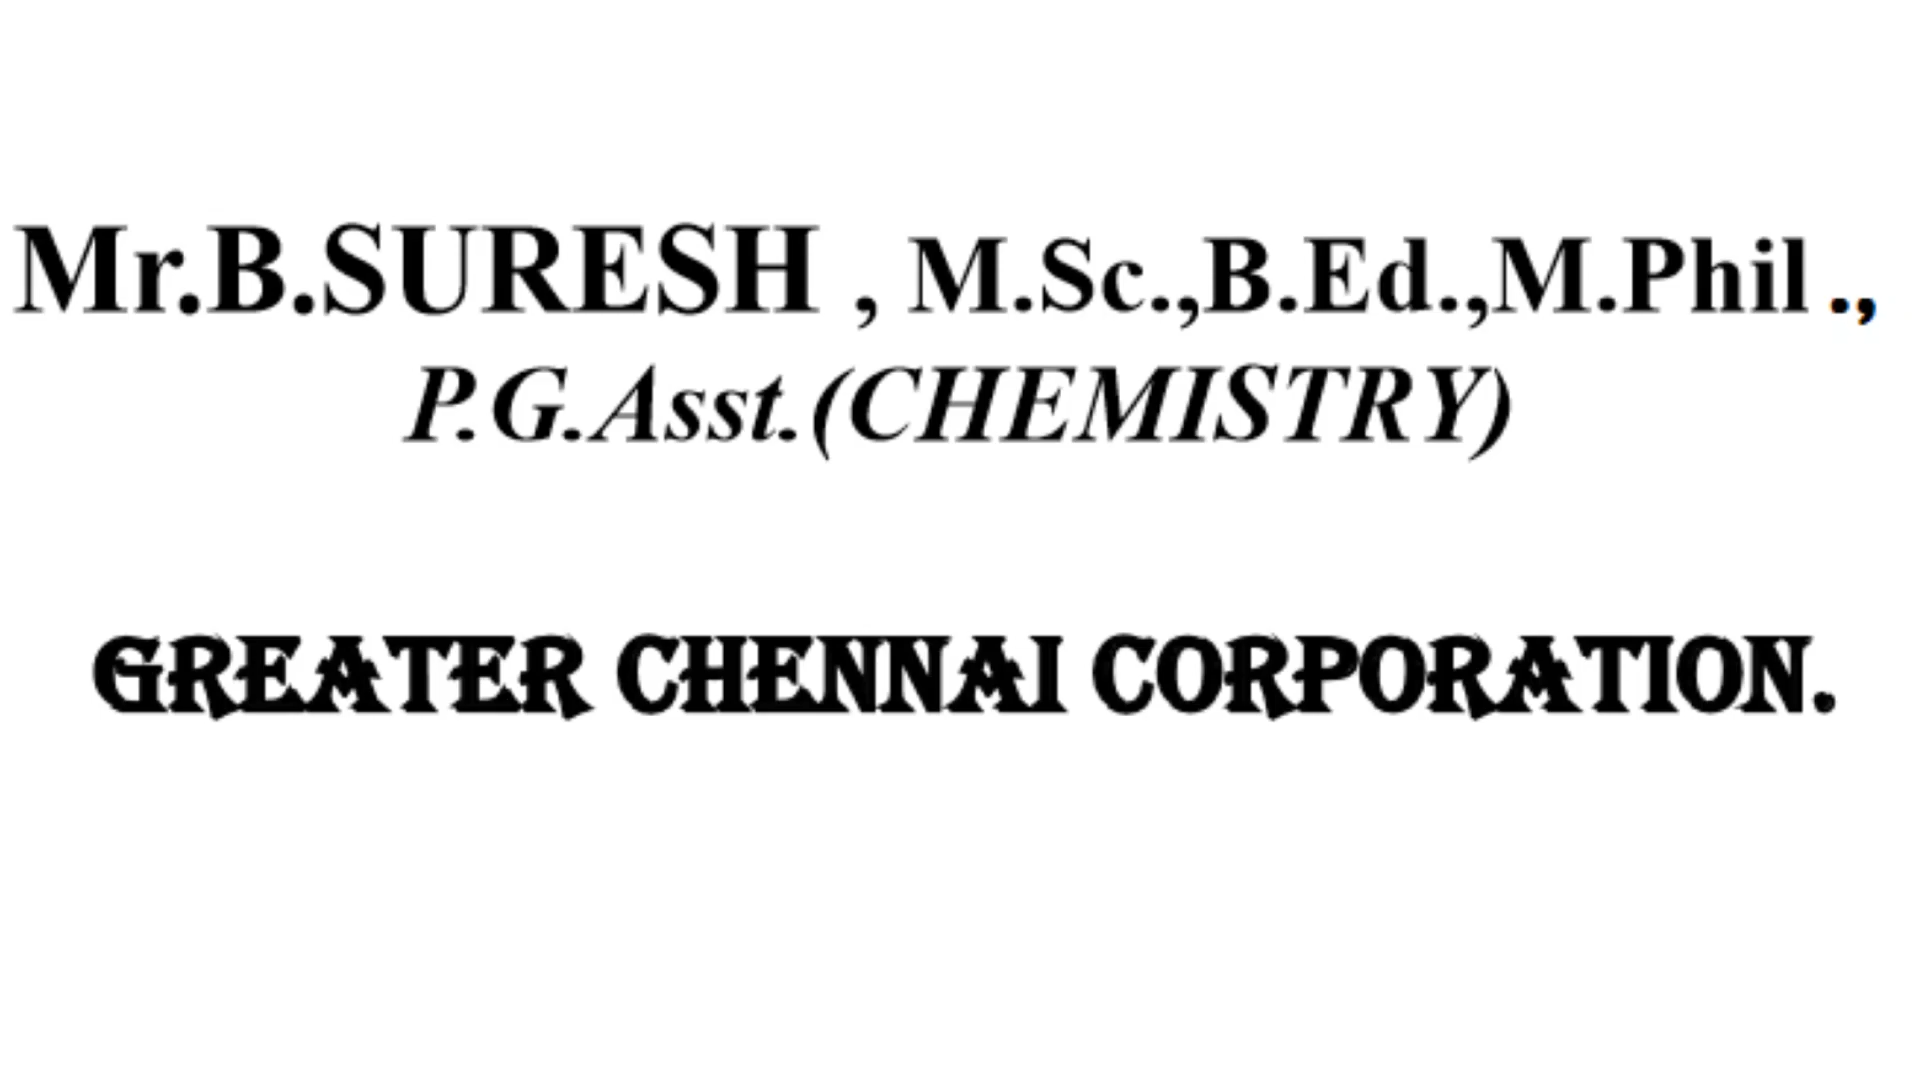 Mr.B.SURESH , M.Sc.,B.Ed.,M.Phil .,
P.G.Asst.(CHEMISTRY)
GREATER CHENNAI CORPORATION.